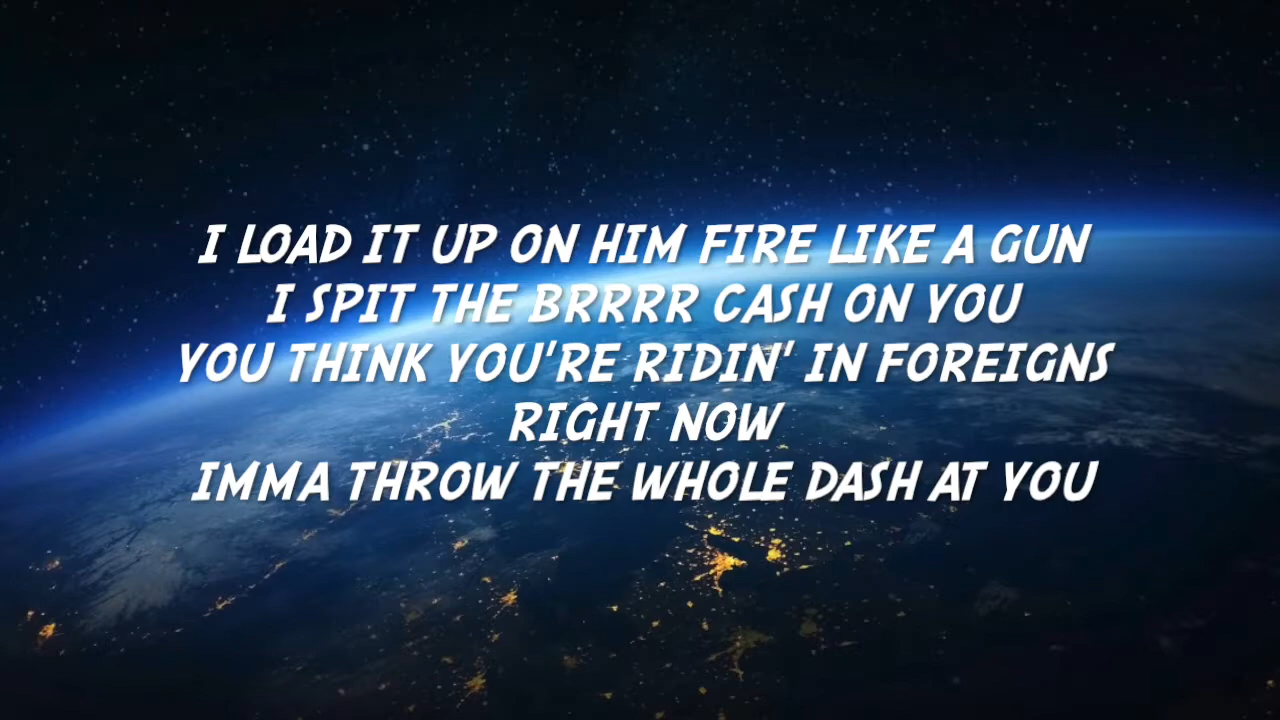 I LOAD IT UP ON HIM FIRE LIKE A GUN
I SPIT THE BRRRR CASH ON YOU
YOU THINK YOU'RE RIDIN' IN FOREIGNS
RIGHT NOW
IMMA THROW THE WHOLE DASH AT YOU